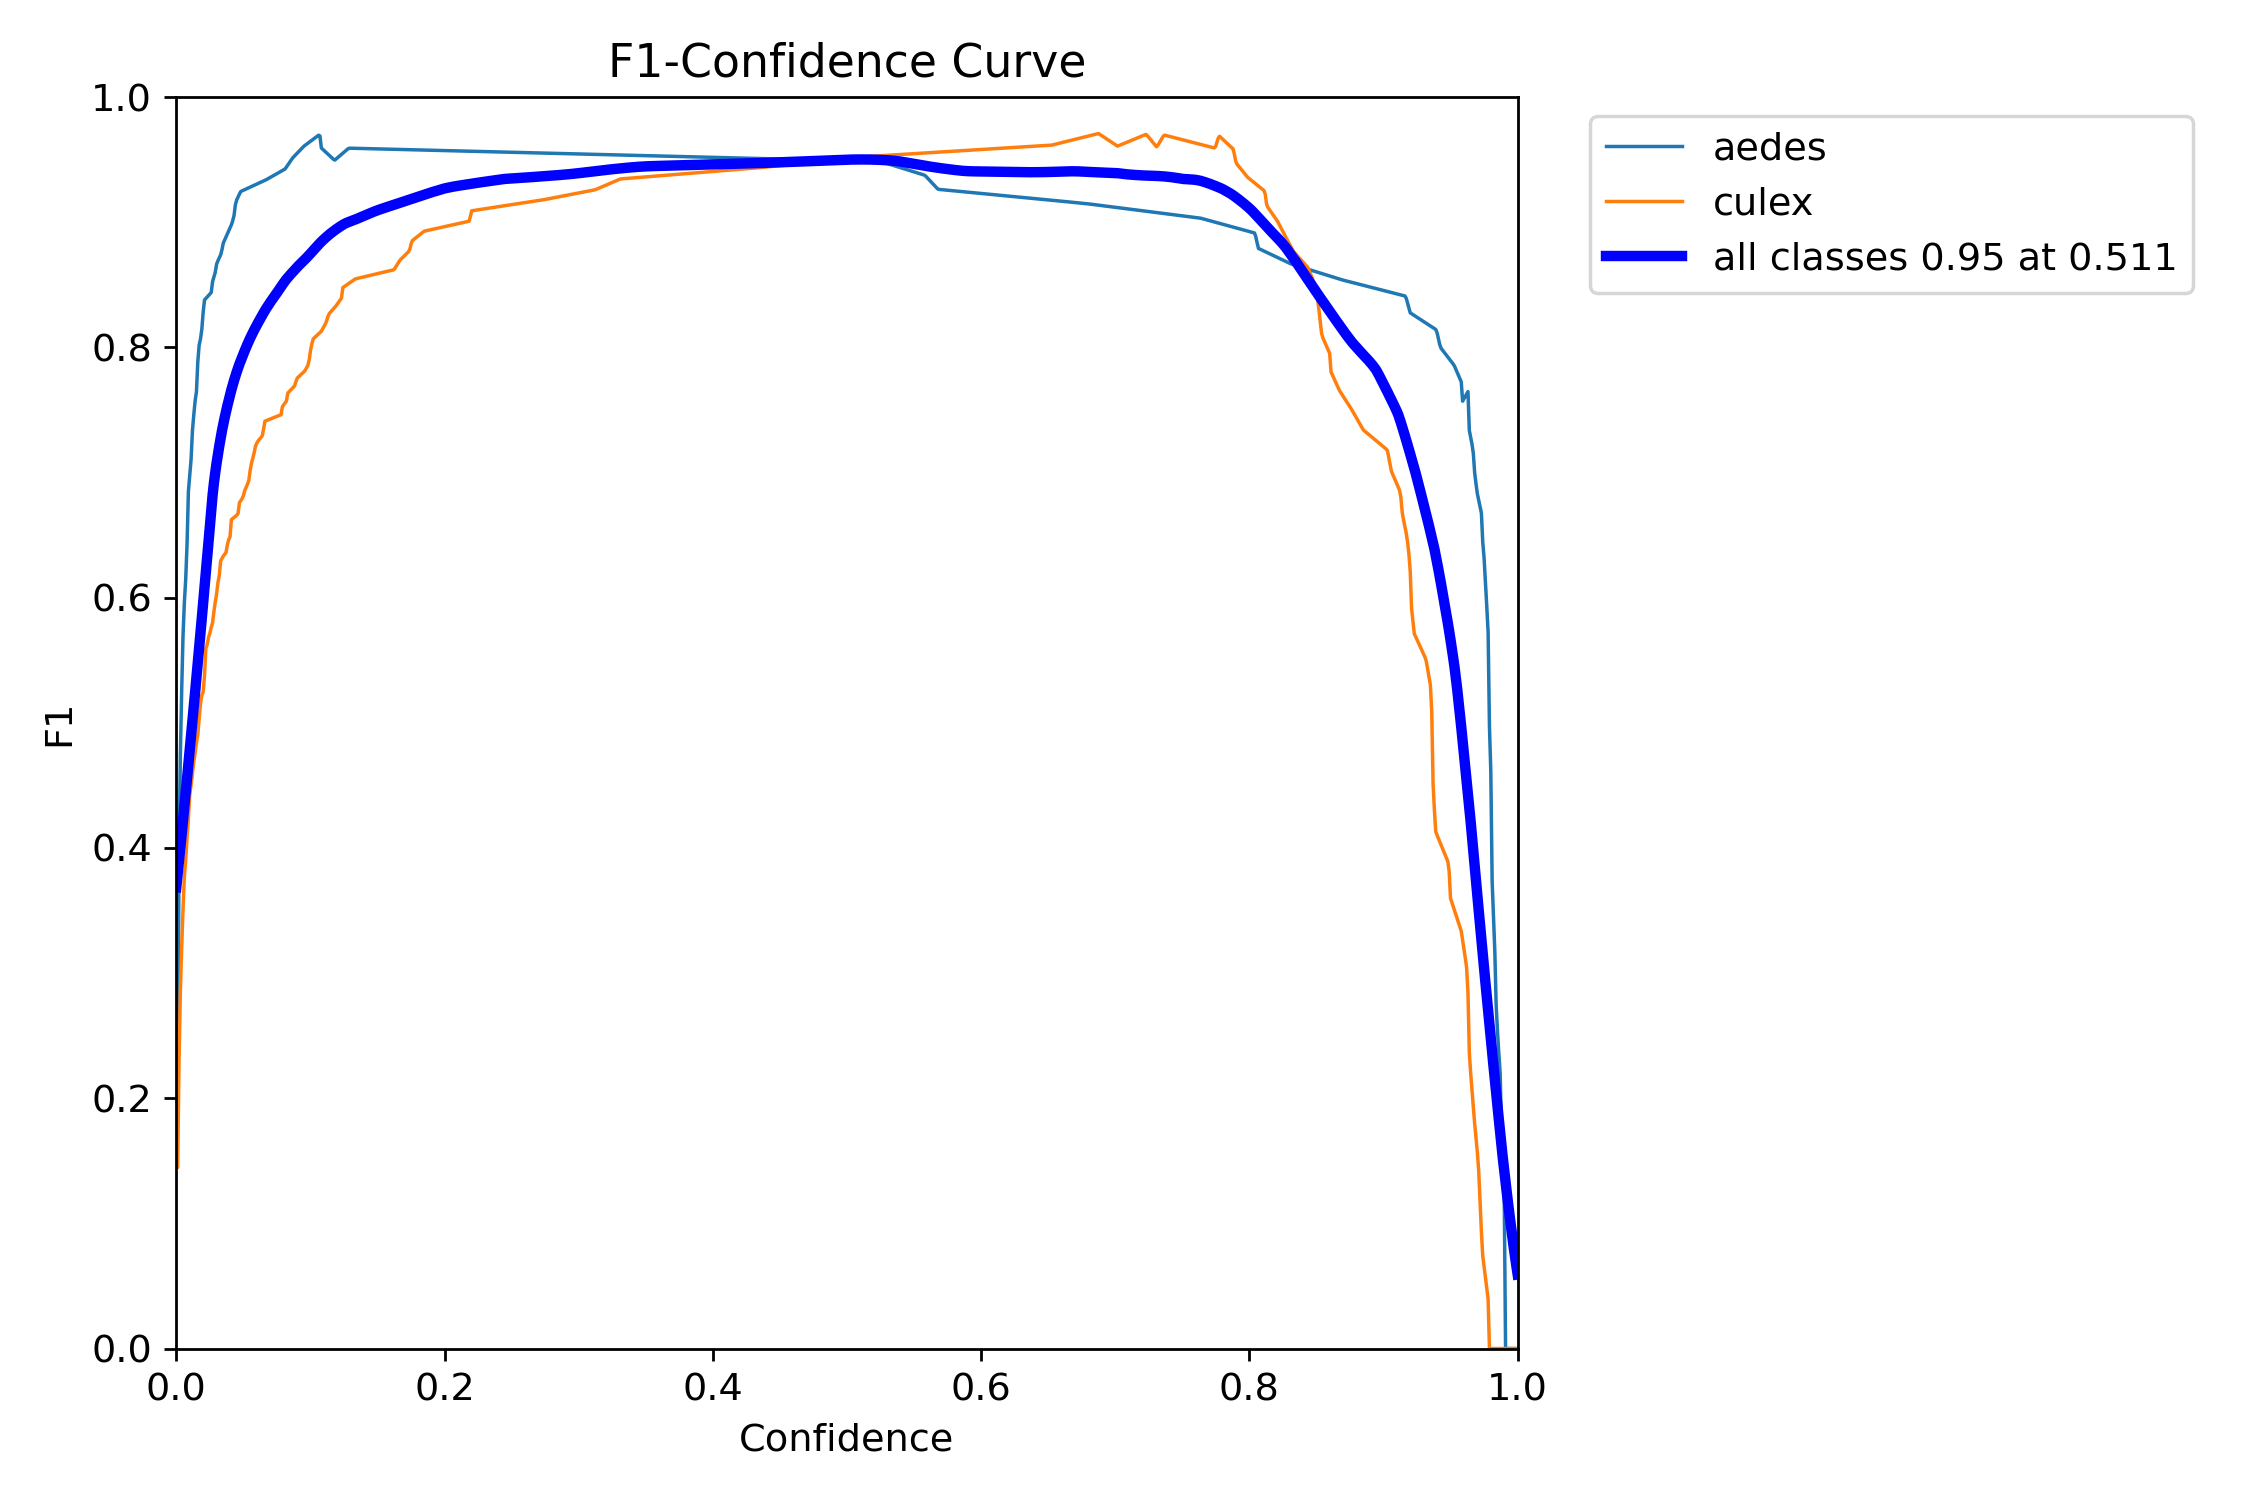 F1-Confidence Curve
1.0
0.8
0.6
0.4
0.2
0.0
F1
0.0 0.2 0.4 0.6 0.8 1.0
Confidence
aedes
culex
all classes 0.95 at 0.511